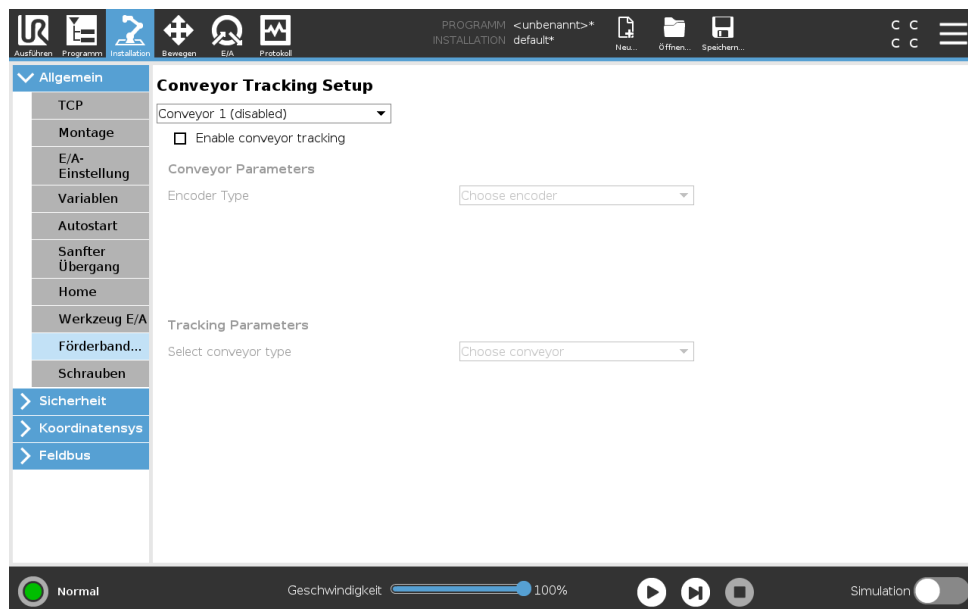 UR
Ausführen
Programm
Installation
Bewegen
E/A
Protokoll
PROGRAMM <unbenannt>*
INSTALLATION default*
Neu...
Öffnen...
Speichern...
C C
C C
Allgemein
TCP
Montage
E/A-
Einstellung
Variablen
Autostart
Sanfter
Übergang
Home
Werkzeug E/A
Förderband...
Schrauben
Sicherheit
Koordinatensys
Feldbus
Conveyor Tracking Setup
Conveyor 1 (disabled)
Enable conveyor tracking
Conveyor Parameters
Encoder Type Choose encoder
Tracking Parameters
Select conveyor type Choose conveyor
Normal
Geschwindigkeit 100%
Simulation